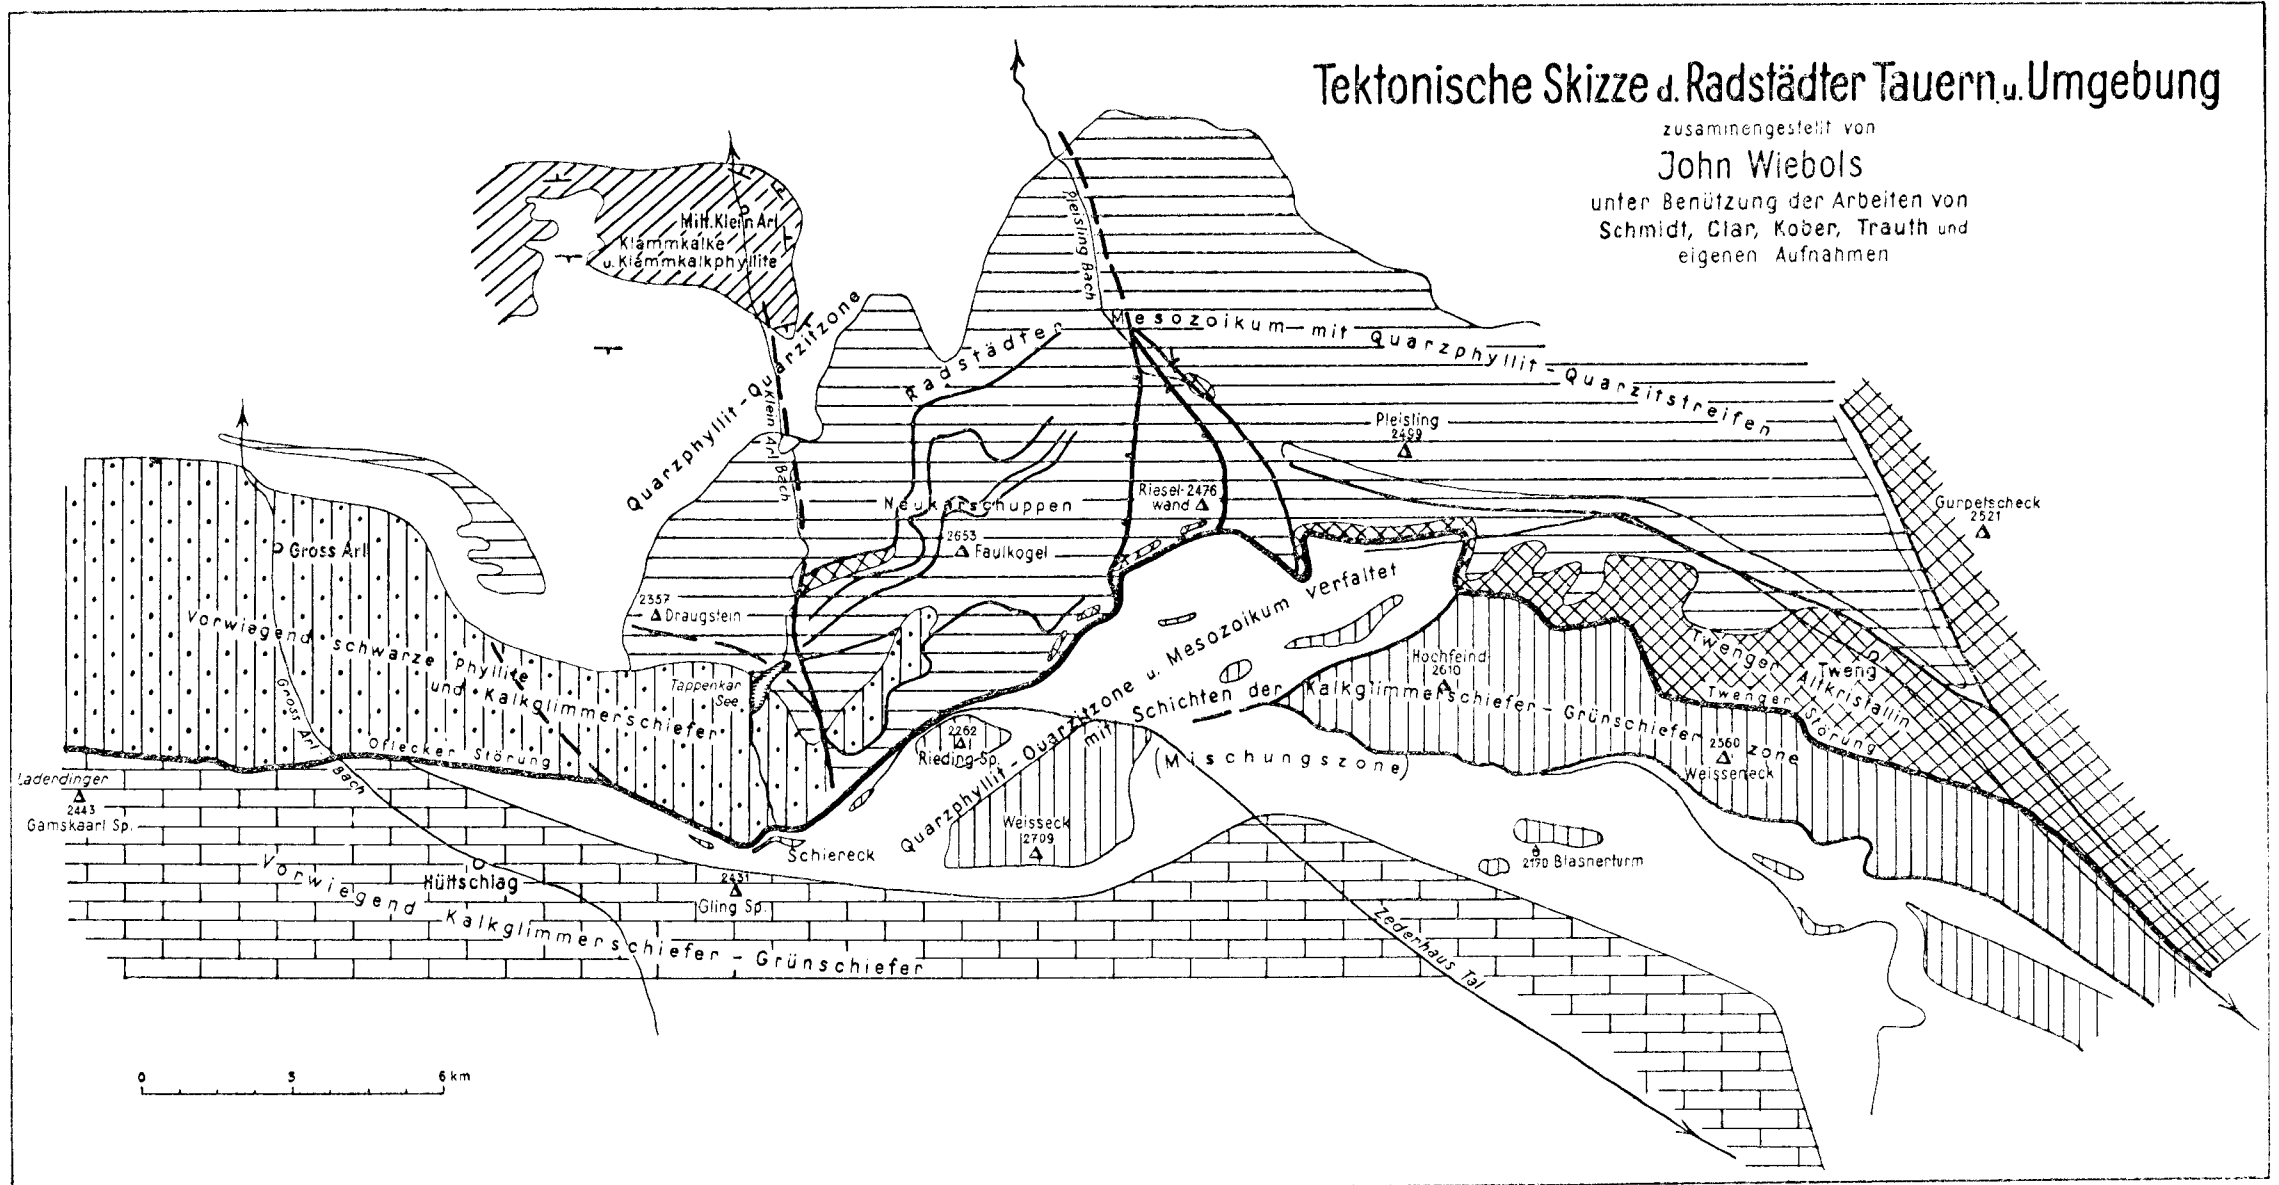 Tektonische Skizze d. Radstädter Tauern u. Umgebung
zusammengestellt von
John Wiebols
unter Benützung der Arbeiten von
Schmidt, Clar, Kober, Trauth und
eigenen Aufnahmen
Mitt. Klein Arl
Klammkalke
u. Klammkalkphyllite
Pleisling Bach
Quarzphyllit - Quarzitzone
Radstädter Mesozoikum mit Quarzphyllit - Quarzitstreifen
Klein Arl Bach
Pleisling
2499
Riesel- 2476
wand
Gurpetscheck
2521
Neukarschuppen
2653
Faulkogel
Gross Arl
2357
Draugstein
Vorwiegend schwarze Phyllite
und Kalkglimmerschiefer
Tappenkar
See
Gross Arl
Bach
Oflecker Störung
Hochfeind
2610
Twenger Altkristallin
Tweng
Twenger Störung
Quarzphyllit - Quarzitzone u. Mesozoikum verfaltet
mit Schichten der Kalkglimmerschiefer - Grünschiefer zone
(Mischungszone)
2262
Rieding Sp.
2560
Weisseneck
Laderdinger
2443
Gamskaarl Sp.
Weisseck
2709
Schiereck
2170 Blasnerturm
Hüttschlag
2431
Gling Sp.
Vorwiegend Kalkglimmerschiefer - Grünschiefer
Zederhaus Tal
0 3 6 km